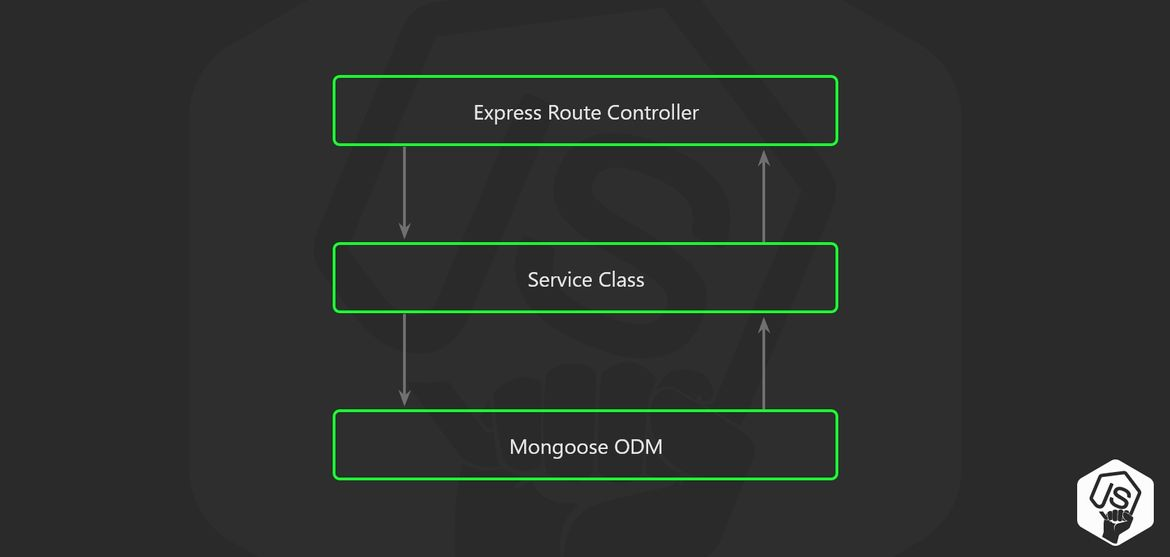 Express Route Controller
Service Class
Mongoose ODM
JS